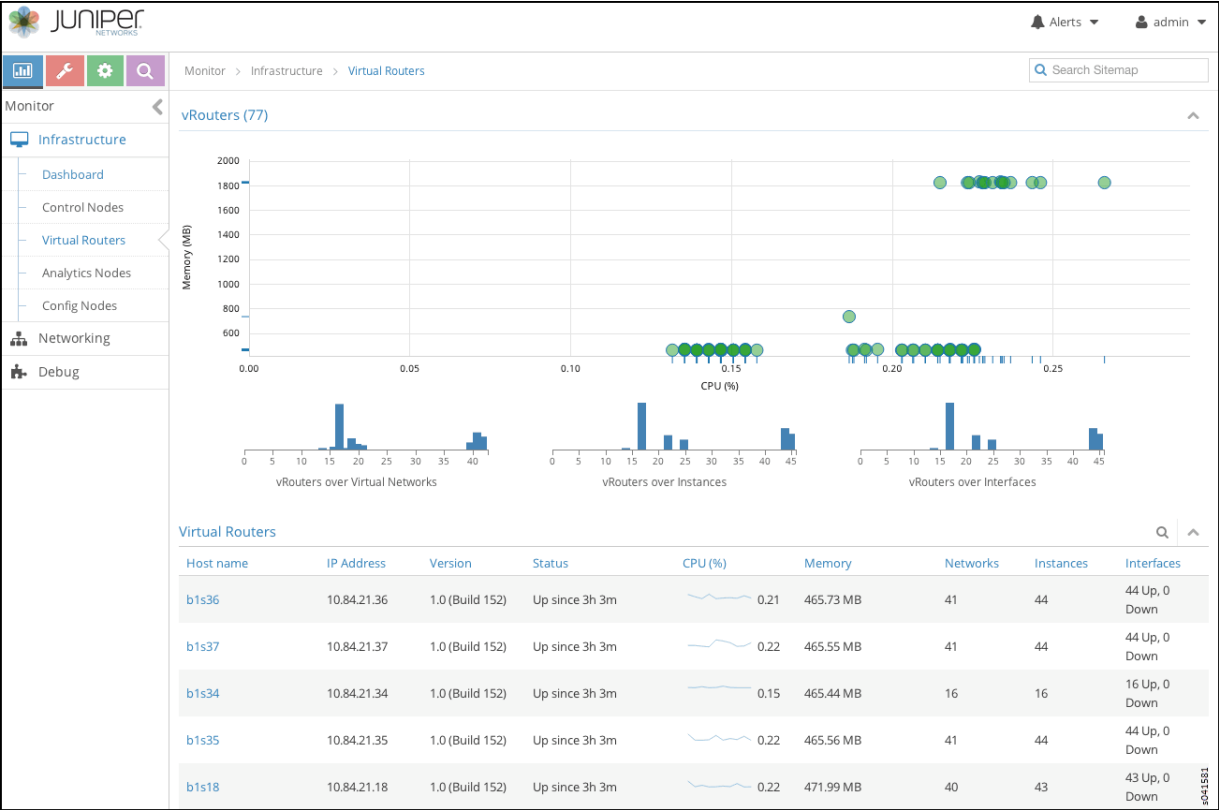 JUNIPER
NETWORKS
Alerts
admin
Monitor > Infrastructure > Virtual Routers
Search Sitemap
Monitor
Infrastructure
Dashboard
Control Nodes
Virtual Routers
Analytics Nodes
Config Nodes
Networking
Debug
vRouters (77)
Memory (MB)
2000
1800
1600
1400
1200
1000
800
600
0.00 0.05 0.10 0.15 0.20 0.25
CPU (%)
0 5 10 15 20 25 30 35 40
vRouters over Virtual Networks
0 5 10 15 20 25 30 35 40 45
vRouters over Instances
0 5 10 15 20 25 30 35 40 45
vRouters over Interfaces
Virtual Routers
Host name IP Address Version Status CPU (%) Memory Networks Instances Interfaces
b1s36 10.84.21.36 1.0 (Build 152) Up since 3h 3m 0.21 465.73 MB 41 44 44 Up, 0
Down
b1s37 10.84.21.37 1.0 (Build 152) Up since 3h 3m 0.22 465.55 MB 41 44 44 Up, 0
Down
b1s34 10.84.21.34 1.0 (Build 152) Up since 3h 3m 0.15 465.44 MB 16 16 16 Up, 0
Down
b1s35 10.84.21.35 1.0 (Build 152) Up since 3h 3m 0.22 465.56 MB 41 44 44 Up, 0
Down
b1s18 10.84.21.18 1.0 (Build 152) Up since 3h 3m 0.22 471.99 MB 40 43 43 Up, 0
Down
s041581